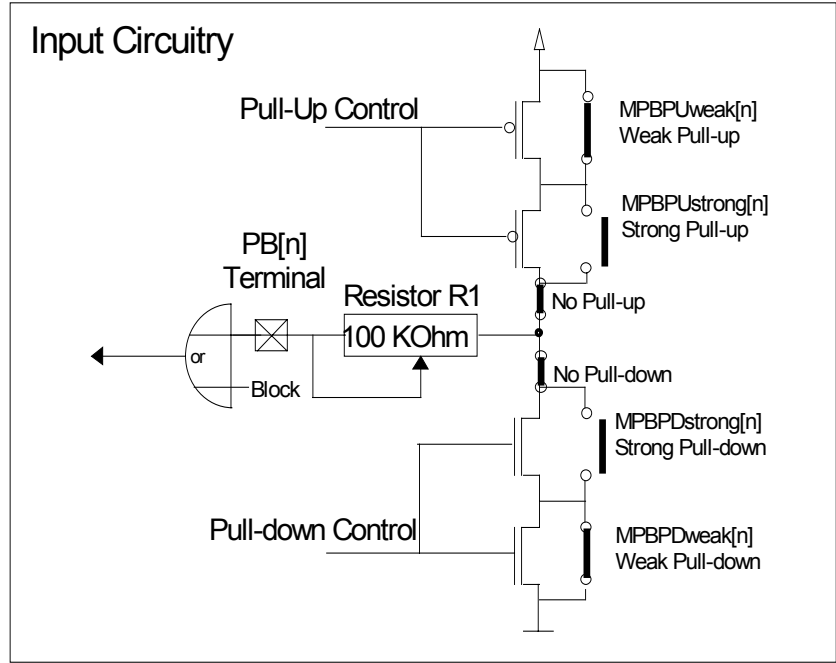 Input Circuitry
Pull-Up Control
MPBPUweak[n]
Weak Pull-up
MPBPUstrong[n]
Strong Pull-up
PB[n]
Terminal
Resistor R1
100 KOhm
No Pull-up
or
Block
No Pull-down
MPBPDstrong[n]
Strong Pull-down
Pull-down Control
MPBPDweak[n]
Weak Pull-down